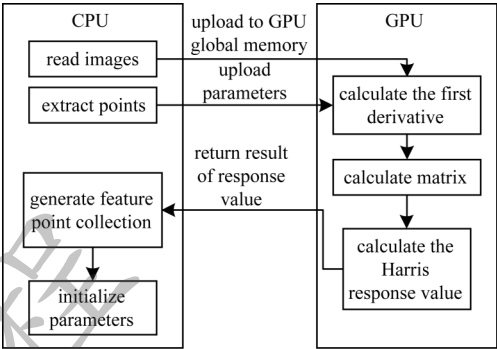 CPU
upload to GPU
global memory
GPU
read images
upload
parameters
extract points
calculate the first
derivative
return result
of response
value
calculate matrix
generate feature
point collection
calculate the
Harris
response value
initialize
parameters
程